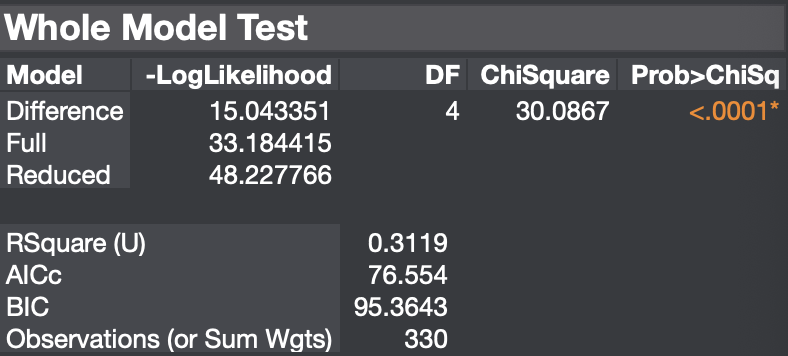 Whole Model Test
Model -LogLikelihood DF ChiSquare Prob>ChiSq
Difference 15.043351 4 30.0867 <.0001*
Full 33.184415
Reduced 48.227766
RSquare (U) 0.3119
AICc 76.554
BIC 95.3643
Observations (or Sum Wgts) 330